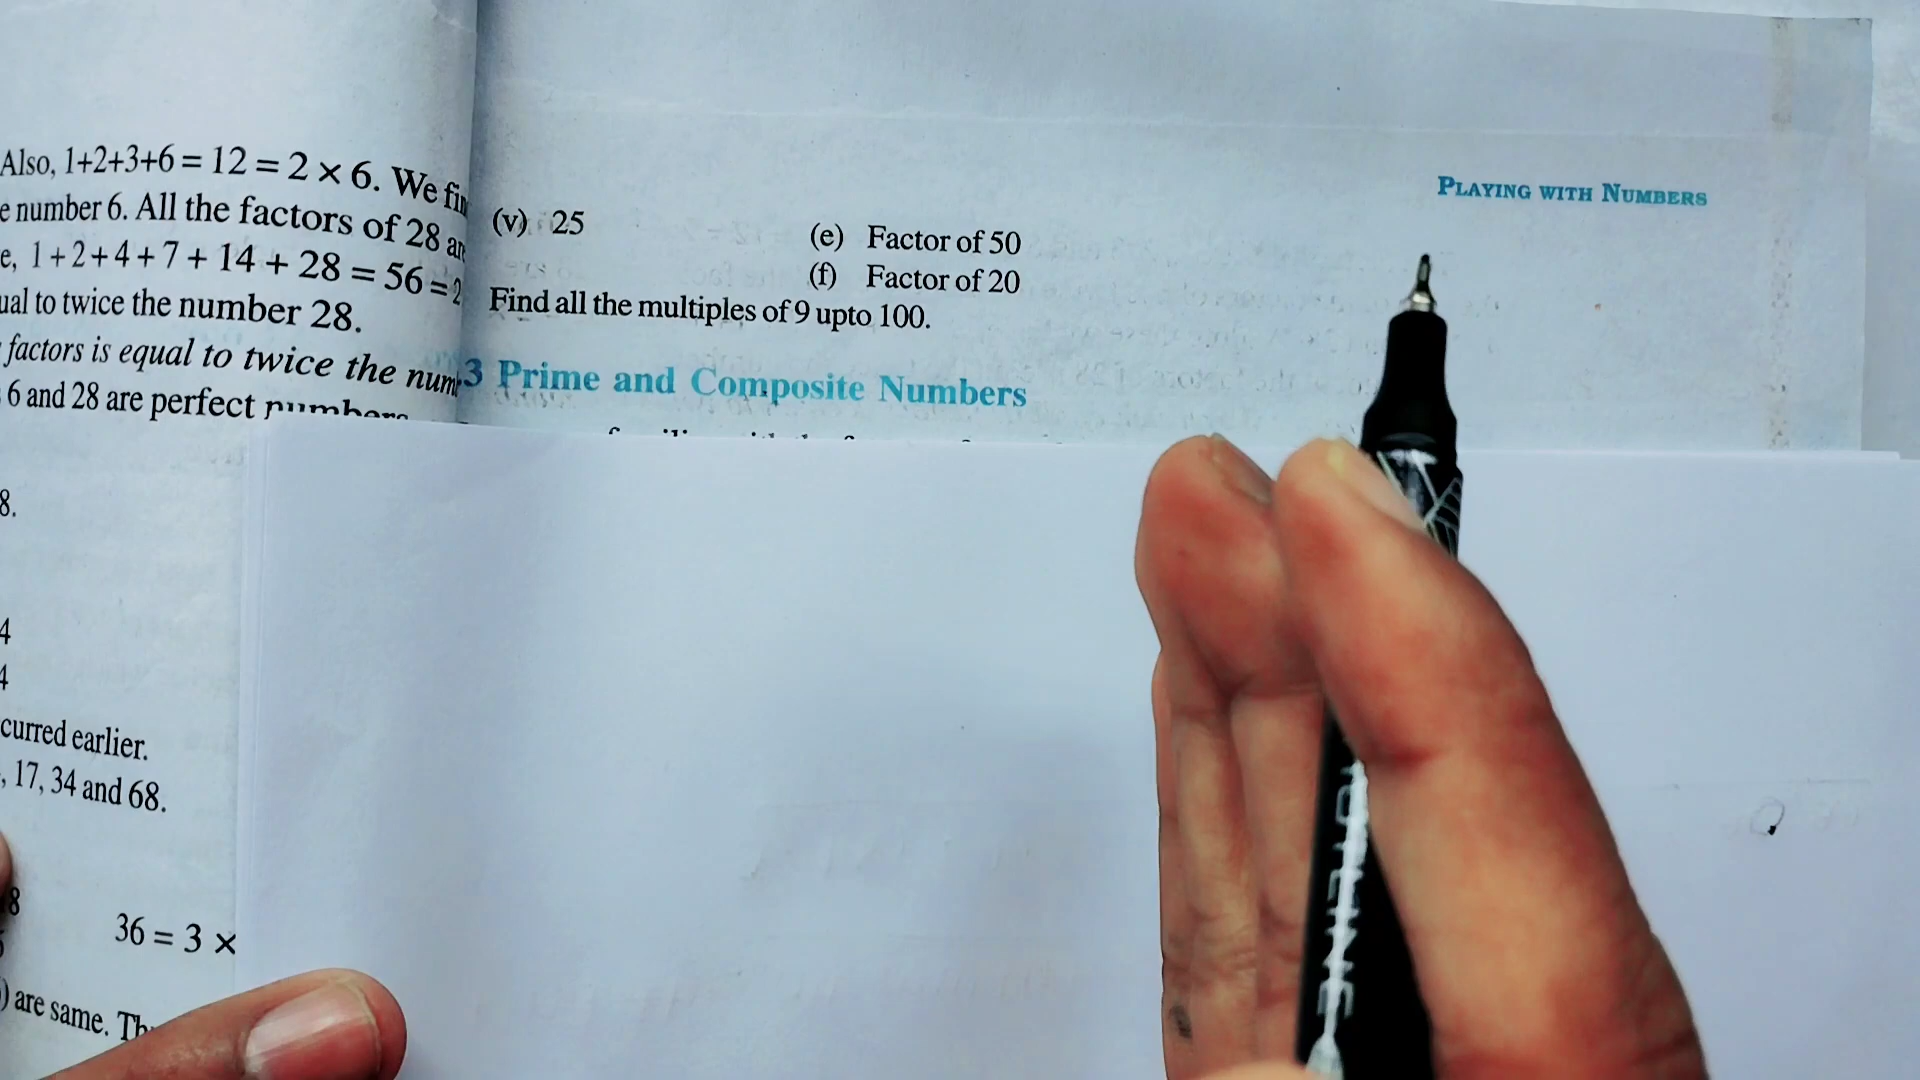 Also, 1+2+3+6 = 12 = 2 × 6. We fin
e number 6. All the factors of 28 ar
e, 1+2+4+7+14+28 = 56 = 2
ual to twice the number 28.
factors is equal to twice the num
6 and 28 are perfect numbers
8.
4
4
curred earlier.
, 17, 34 and 68.
8
36 = 3 ×
) are same. Th
PLAYING WITH NUMBERS
(v) 25 (e) Factor of 50
(f) Factor of 20
Find all the multiples of 9 upto 100.
3 Prime and Composite Numbers